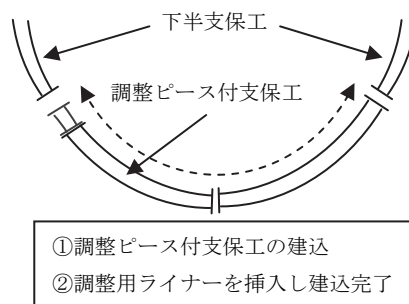 下半支保工
調整ピース付支保工
①調整ピース付支保工の建込
②調整用ライナーを挿入し建込完了